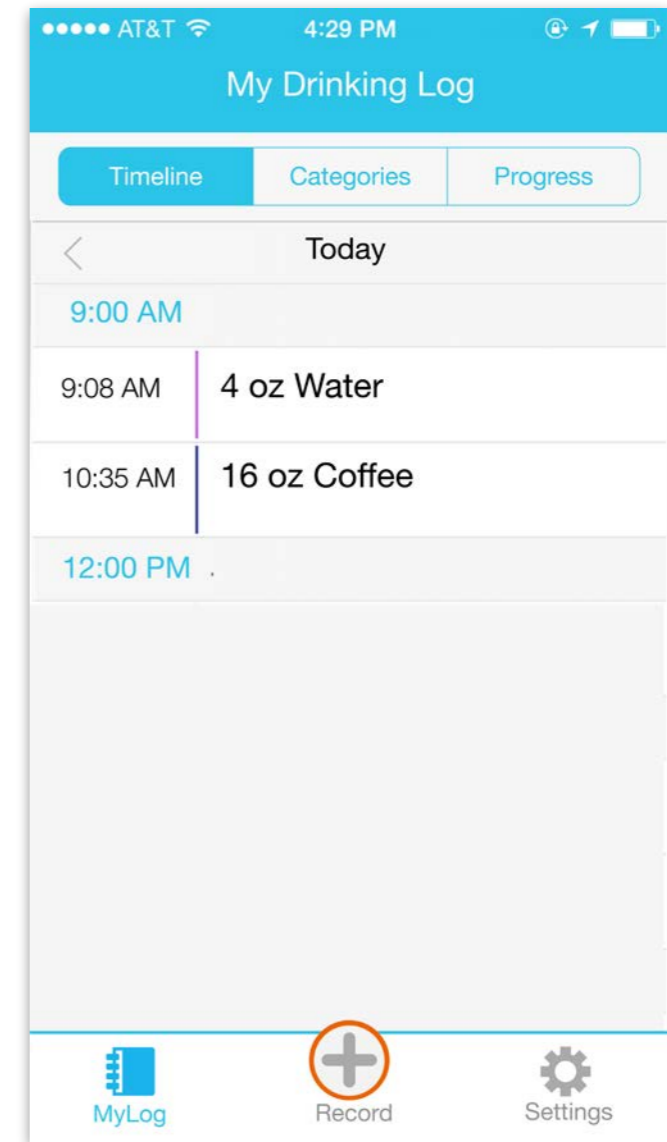 AT&T 4:29 PM
My Drinking Log
Timeline Categories Progress
Today
9:00 AM
9:08 AM 4 oz Water
10:35 AM 16 oz Coffee
12:00 PM .
MyLog Record Settings